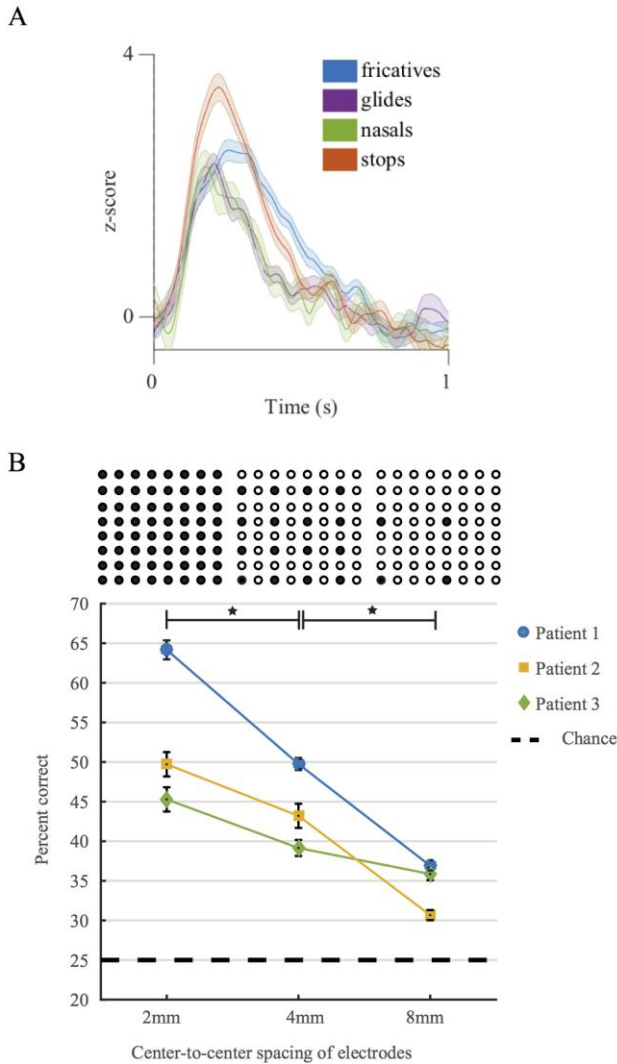 A
4
z-score
0
fricatives
glides
nasals
stops
0
1
Time (s)
B
70
65
60
55
50
45
40
35
30
25
20
Percent correct
Patient 1
Patient 2
Patient 3
Chance
2mm
4mm
8mm
Center-to-center spacing of electrodes